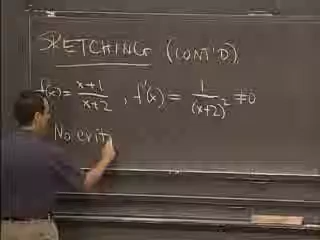 SKETCHING (CONT'D)
f(x) = x+1/x+2, f'(x) = 1/(x+2)² ≠0
No crit